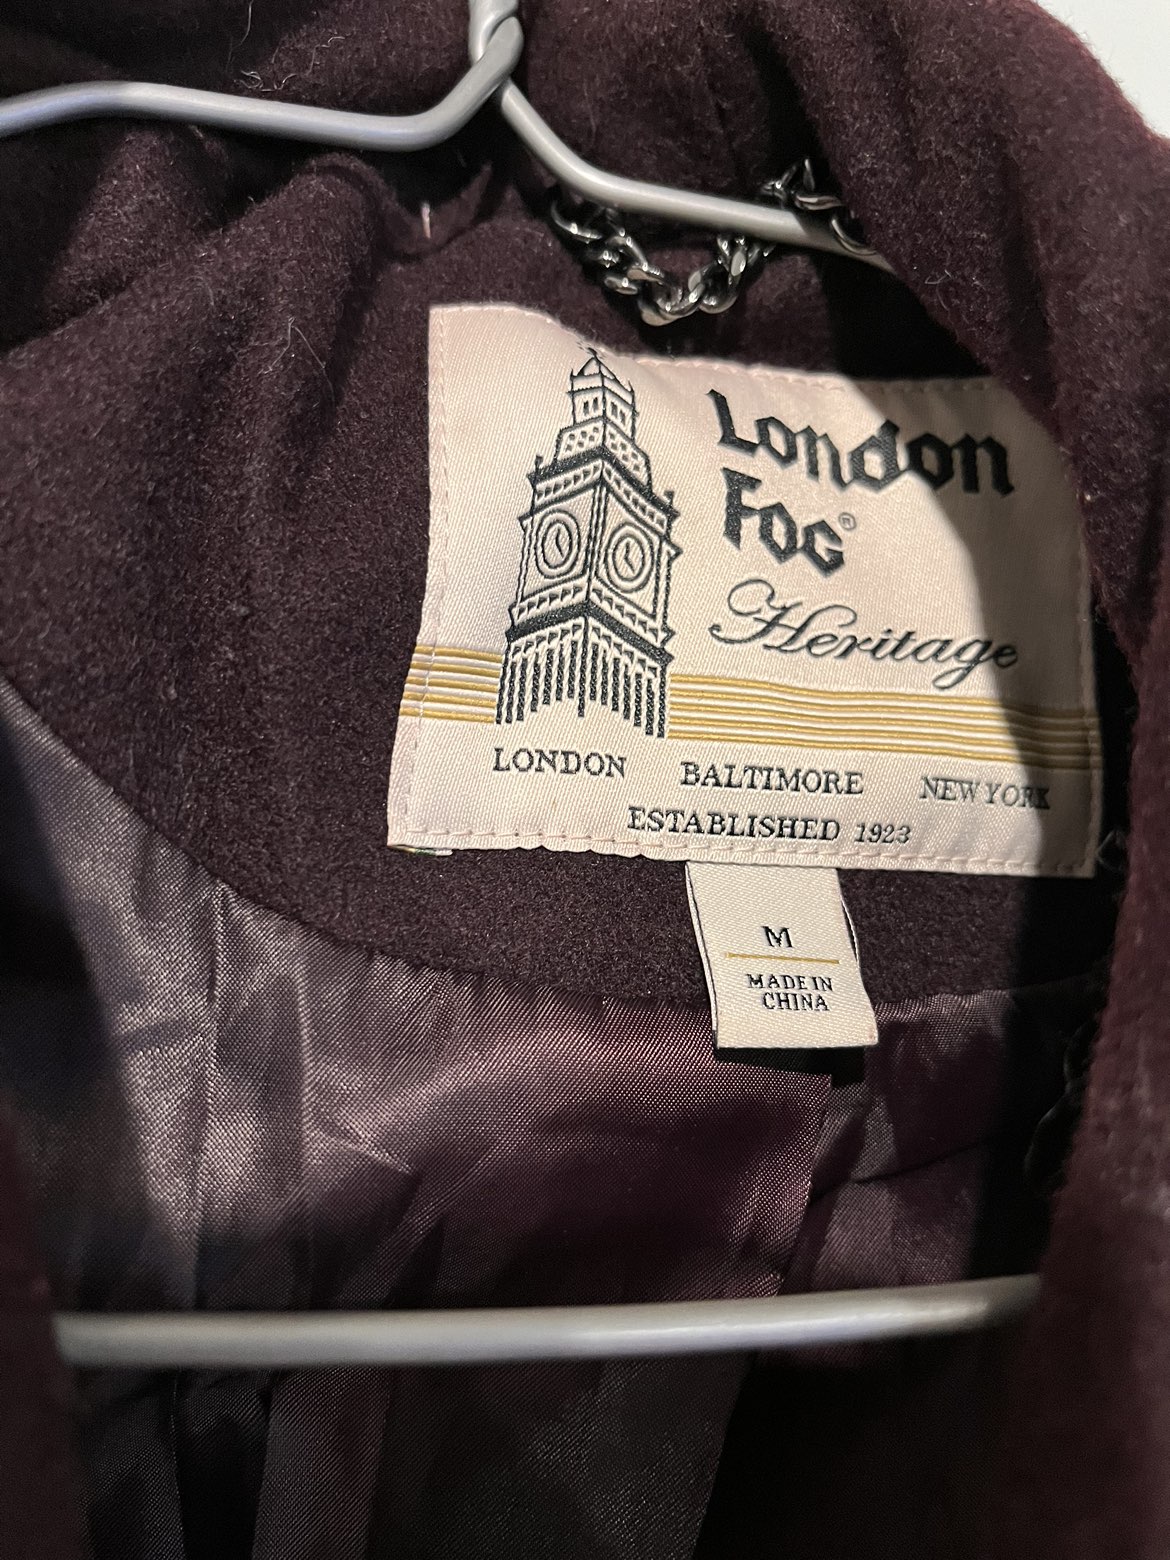 London
Fog®
Heritage
LONDON BALTIMORE NEW YORK
ESTABLISHED 1923
M
MADE IN
CHINA